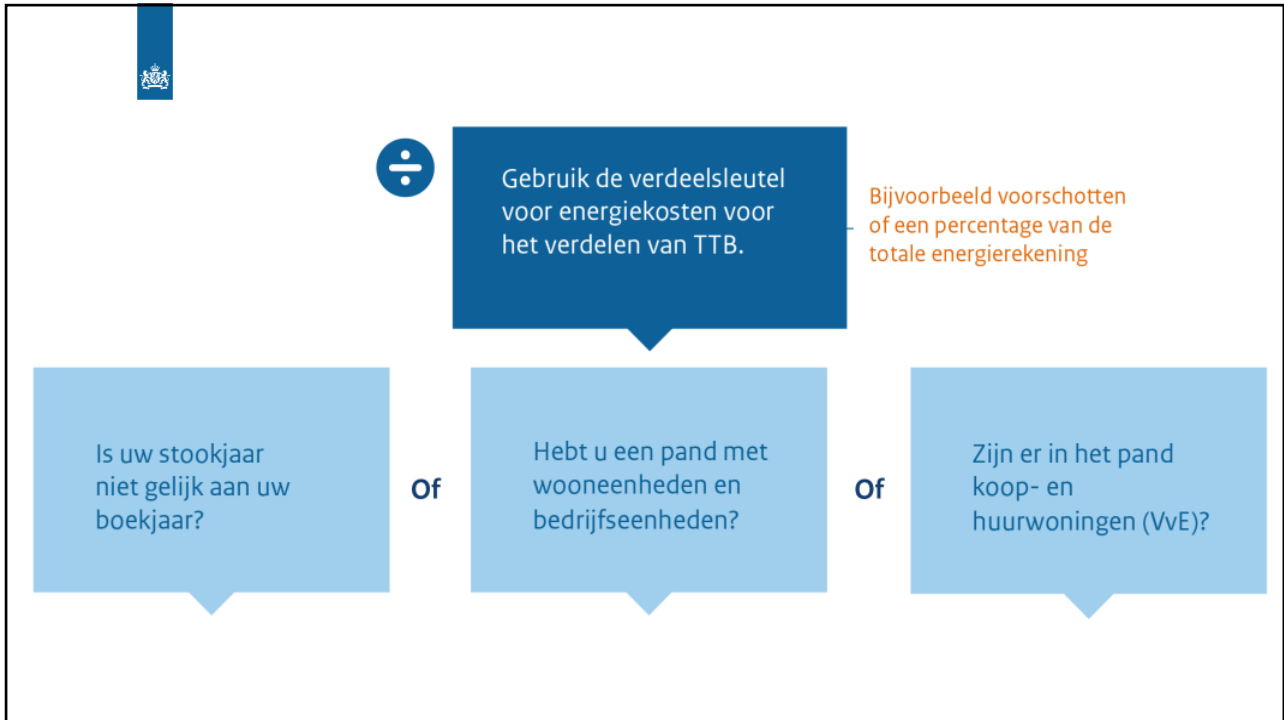 Gebruik de verdeelsleutel
voor energiekosten voor
het verdelen van TTB.
Bijvoorbeeld voorschotten
of een percentage van de
totale energierekening
Is uw stookjaar
niet gelijk aan uw
boekjaar?
Of
Hebt u een pand met
wooneenheden en
bedrijfseenheden?
Of
Zijn er in het pand
koop- en
huurwoningen (VvE)?